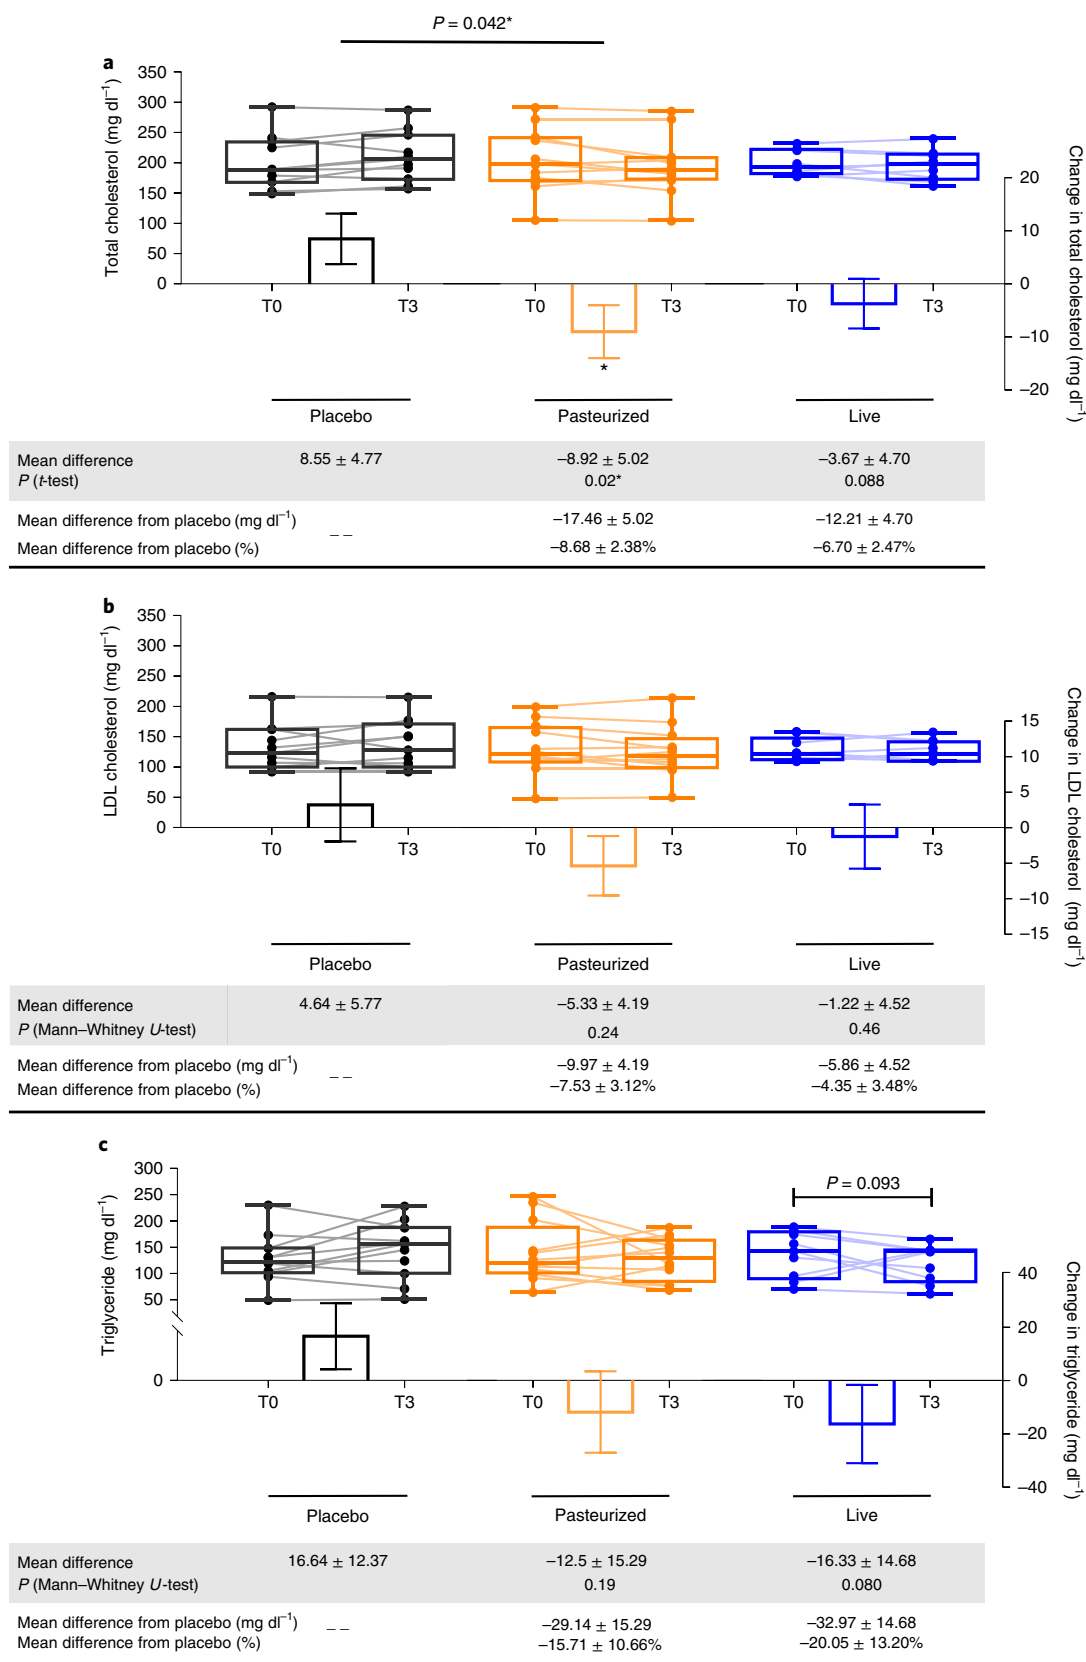 P = 0.042*
a
Total cholesterol (mg dl⁻¹)
350
300
250
200
150
100
50
0
T0 T3 T0 T3 T0 T3
20
10
0
–10
–20
Change in total cholesterol (mg dl⁻¹)
*
Placebo Pasteurized Live
Mean difference 8.55 ± 4.77 –8.92 ± 5.02 –3.67 ± 4.70
P (t-test) 0.02* 0.088
Mean difference from placebo (mg dl⁻¹) –17.46 ± 5.02 –12.21 ± 4.70
– –
Mean difference from placebo (%) –8.68 ± 2.38% –6.70 ± 2.47%
b
LDL cholesterol (mg dl⁻¹)
350
300
250
200
150
100
50
0
T0 T3 T0 T3 T0 T3
15
10
5
0
–5
–10
–15
Change in LDL cholesterol (mg dl⁻¹)
Placebo Pasteurized Live
Mean difference 4.64 ± 5.77 –5.33 ± 4.19 –1.22 ± 4.52
P (Mann–Whitney U-test) 0.24 0.46
Mean difference from placebo (mg dl⁻¹) –9.97 ± 4.19 –5.86 ± 4.52
– –
Mean difference from placebo (%) –7.53 ± 3.12% –4.35 ± 3.48%
c
Triglyceride (mg dl⁻¹)
300
250
200
150
100
50
0
P = 0.093
T0 T3 T0 T3 T0 T3
40
20
0
–20
–40
Change in triglyceride (mg dl⁻¹)
Placebo Pasteurized Live
Mean difference 16.64 ± 12.37 –12.5 ± 15.29 –16.33 ± 14.68
P (Mann–Whitney U-test) 0.19 0.080
Mean difference from placebo (mg dl⁻¹) – – –29.14 ± 15.29 –32.97 ± 14.68
Mean difference from placebo (%) –15.71 ± 10.66% –20.05 ± 13.20%